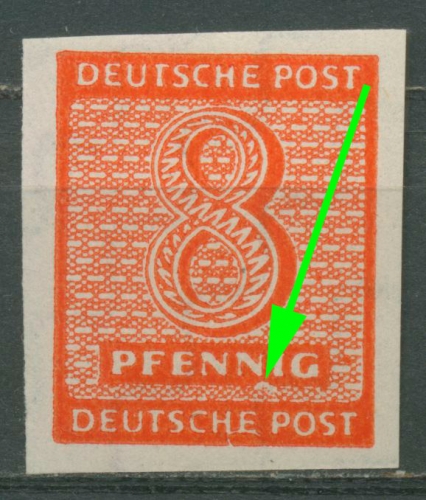 DEUTSCHE POST
8
PFENNIG
DEUTSCHE POST